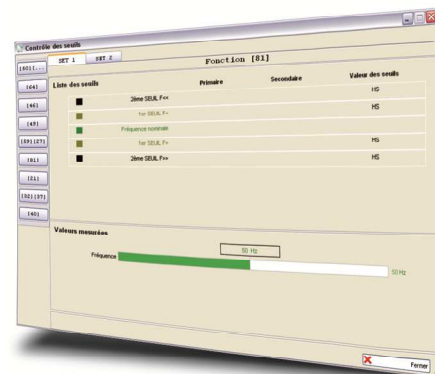 Contrôle des seuils
SET 1 SET 2
Fonction [81]
[50][...
[64]
[46]
[49]
[59][27]
[81]
[21]
[32][37]
[40]
Liste des seuils Primaire Secondaire Valeur des seuils
2ème SEUIL F<< HS
1er SEUIL F<
Fréquence nominale
1er SEUIL F> HS
2ème SEUIL F>> HS
Valeurs mesurées
50 Hz
Fréquence 50 Hz
Fermer